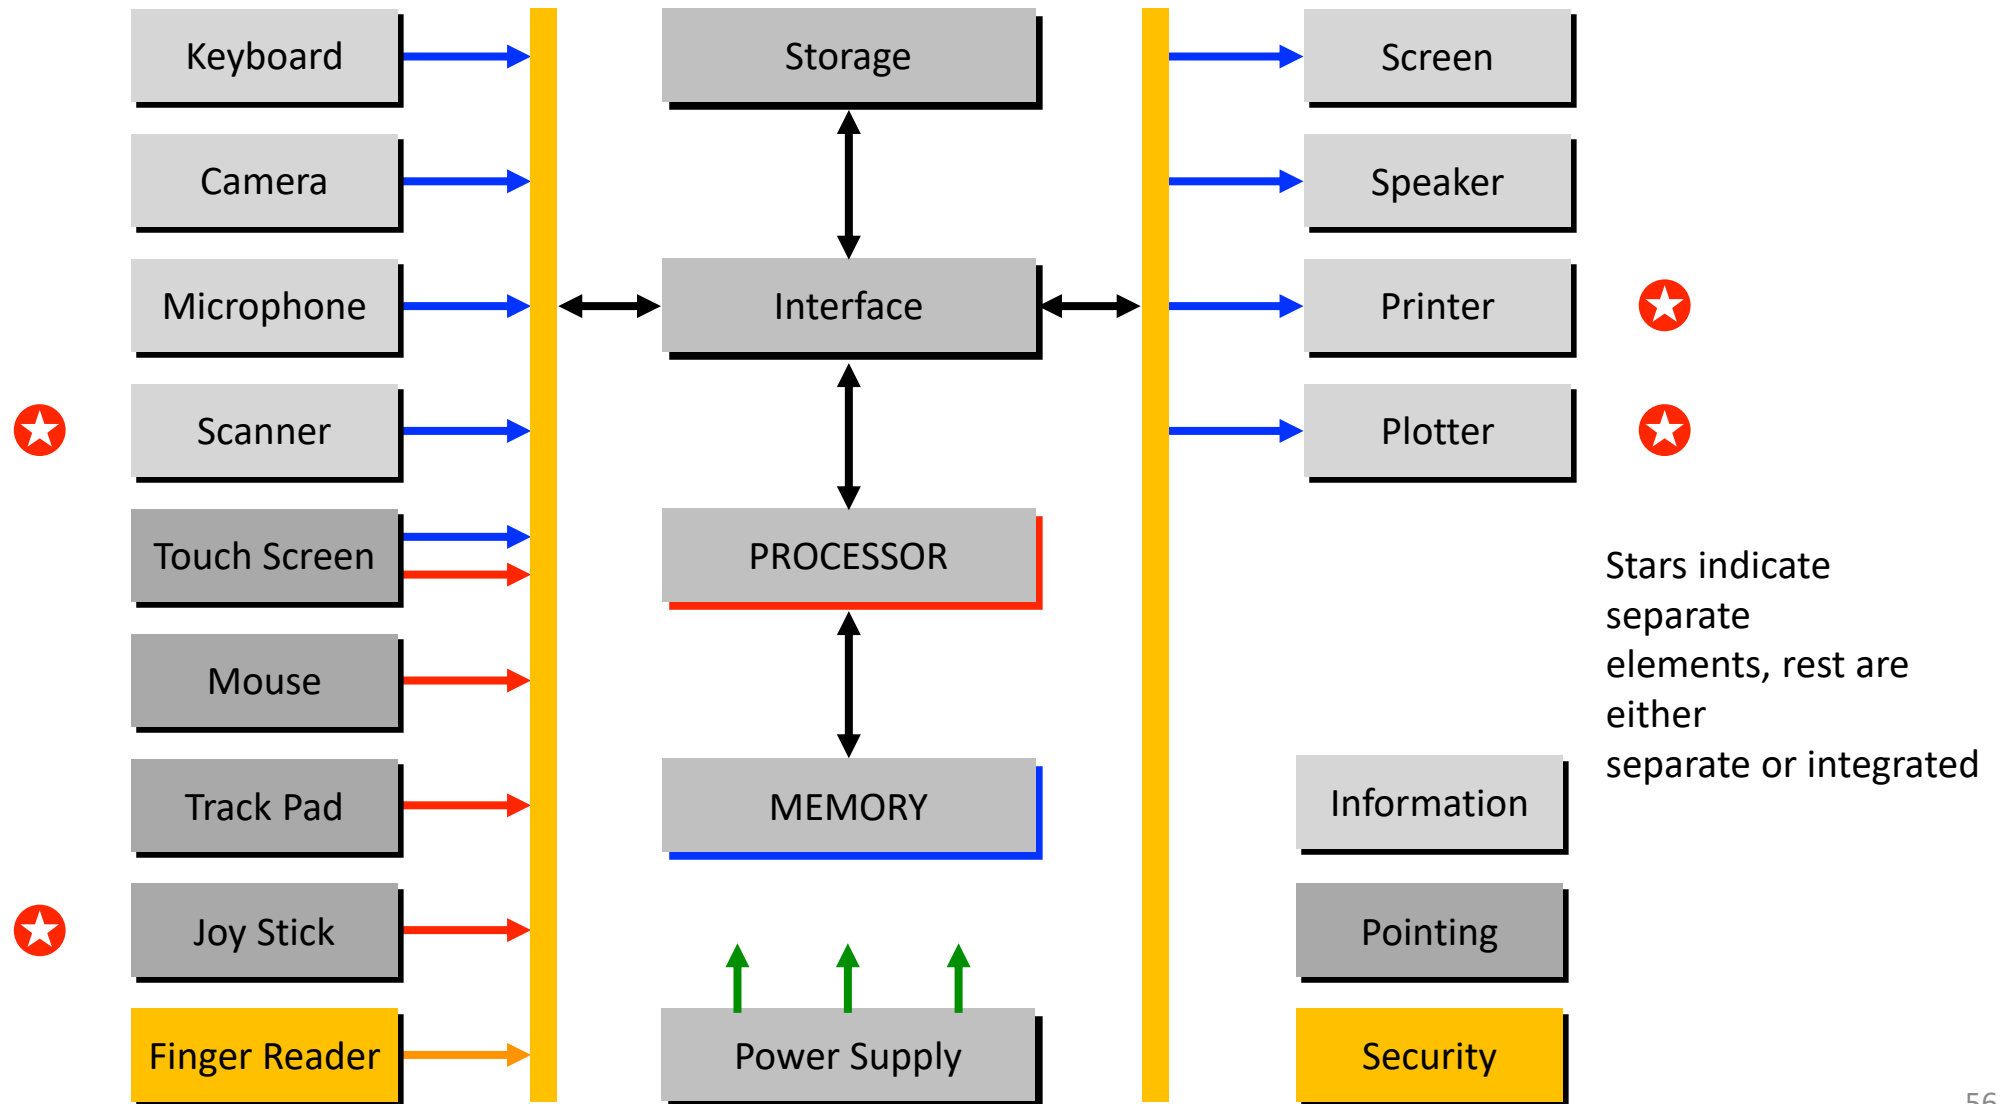 Keyboard
Storage
Screen
Camera
Speaker
Microphone
Interface
Printer
Scanner
Plotter
Touch Screen
PROCESSOR
Stars indicate
separate
elements, rest are
either
separate or integrated
Mouse
Track Pad
MEMORY
Information
Joy Stick
Pointing
Finger Reader
Power Supply
Security
56